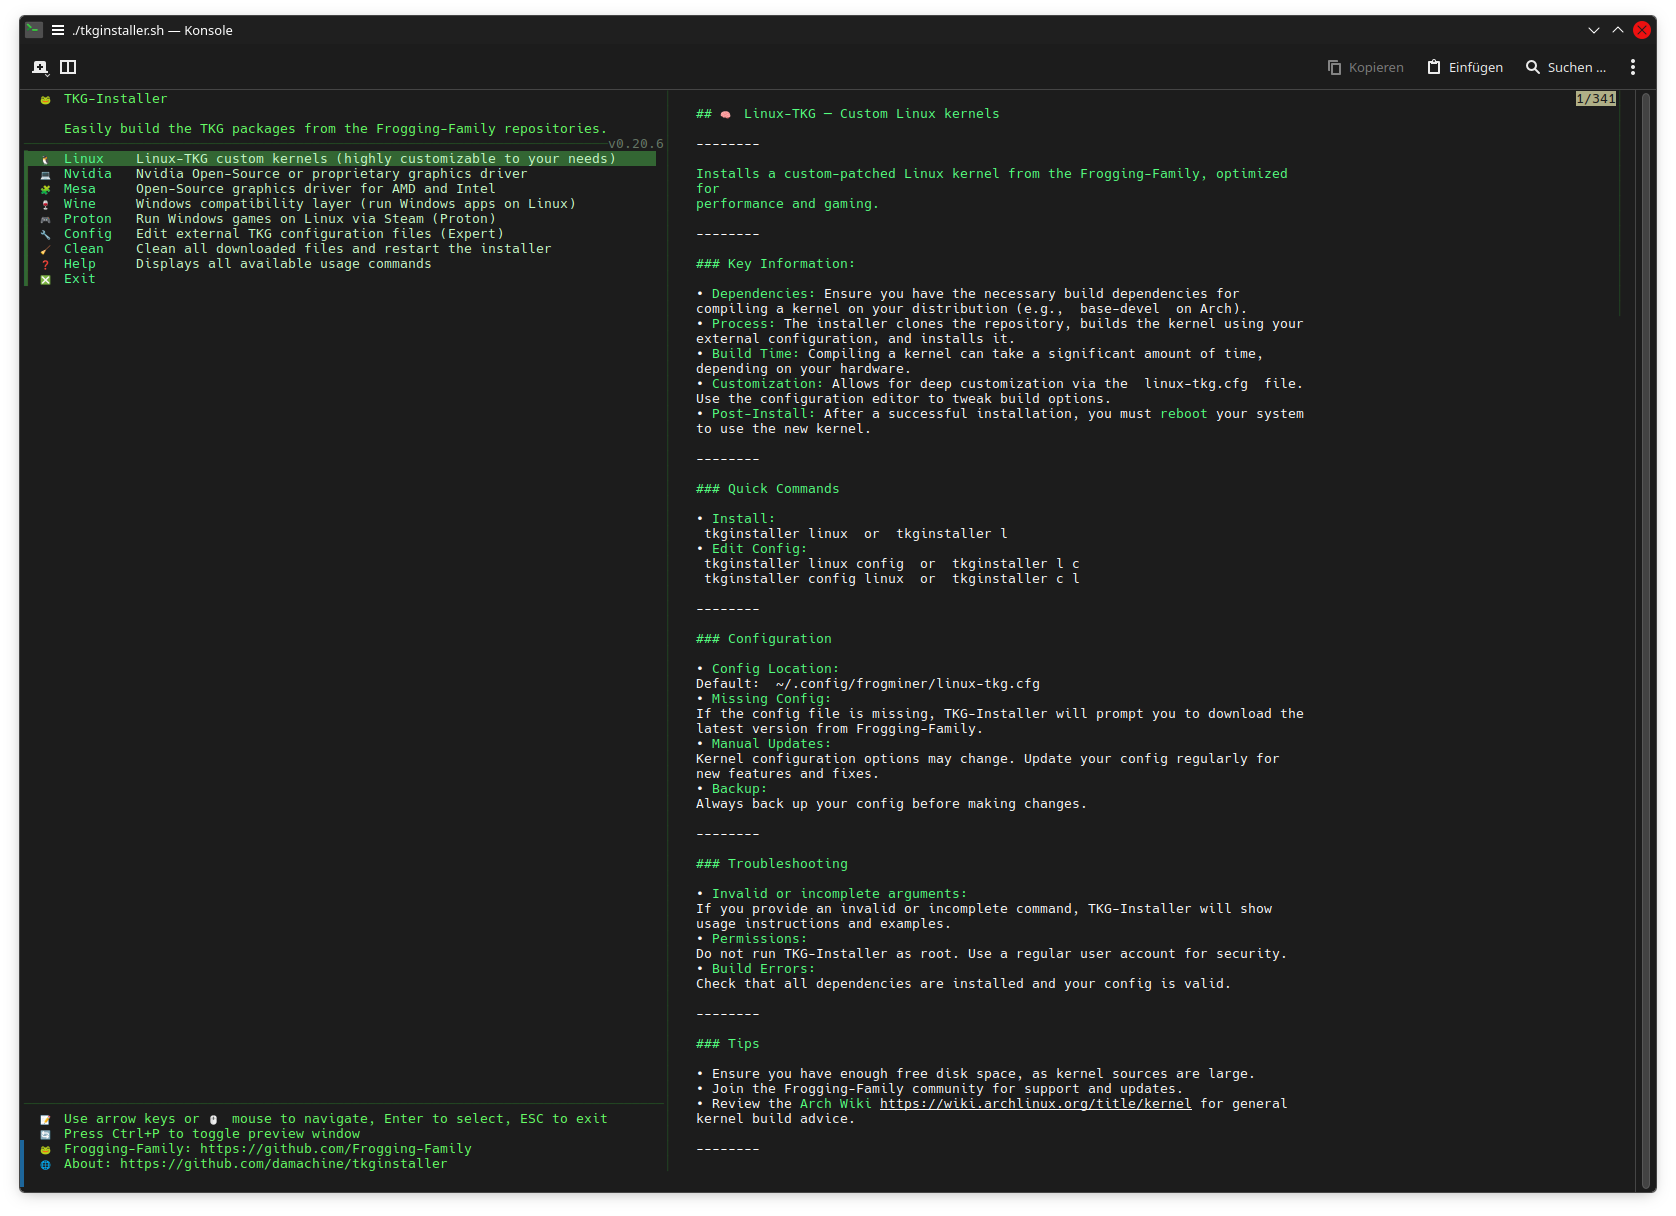 ./tkginstaller.sh — Konsole
Kopieren
Einfügen
Suchen ...
TKG-Installer
Easily build the TKG packages from the Frogging-Family repositories.
v0.20.6
Linux Linux-TKG custom kernels (highly customizable to your needs)
Nvidia Nvidia Open-Source or proprietary graphics driver
Mesa Open-Source graphics driver for AMD and Intel
Wine Windows compatibility layer (run Windows apps on Linux)
Proton Run Windows games on Linux via Steam (Proton)
Config Edit external TKG configuration files (Expert)
Clean Clean all downloaded files and restart the installer
Help Displays all available usage commands
Exit
Use arrow keys or mouse to navigate, Enter to select, ESC to exit
Press Ctrl+P to toggle preview window
Frogging-Family: https://github.com/Frogging-Family
About: https://github.com/damachine/tkginstaller
1/341
## Linux-TKG — Custom Linux kernels
--------
Installs a custom-patched Linux kernel from the Frogging-Family, optimized
for
performance and gaming.
--------
### Key Information:
• Dependencies: Ensure you have the necessary build dependencies for
compiling a kernel on your distribution (e.g., base-devel on Arch).
• Process: The installer clones the repository, builds the kernel using your
external configuration, and installs it.
• Build Time: Compiling a kernel can take a significant amount of time,
depending on your hardware.
• Customization: Allows for deep customization via the linux-tkg.cfg file.
Use the configuration editor to tweak build options.
• Post-Install: After a successful installation, you must reboot your system
to use the new kernel.
--------
### Quick Commands
• Install:
tkginstaller linux or tkginstaller l
• Edit Config:
tkginstaller linux config or tkginstaller l c
tkginstaller config linux or tkginstaller c l
--------
### Configuration
• Config Location:
Default: ~/.config/frogminer/linux-tkg.cfg
• Missing Config:
If the config file is missing, TKG-Installer will prompt you to download the
latest version from Frogging-Family.
• Manual Updates:
Kernel configuration options may change. Update your config regularly for
new features and fixes.
• Backup:
Always back up your config before making changes.
--------
### Troubleshooting
• Invalid or incomplete arguments:
If you provide an invalid or incomplete command, TKG-Installer will show
usage instructions and examples.
• Permissions:
Do not run TKG-Installer as root. Use a regular user account for security.
• Build Errors:
Check that all dependencies are installed and your config is valid.
--------
### Tips
• Ensure you have enough free disk space, as kernel sources are large.
• Join the Frogging-Family community for support and updates.
• Review the Arch Wiki https://wiki.archlinux.org/title/kernel for general
kernel build advice.
--------